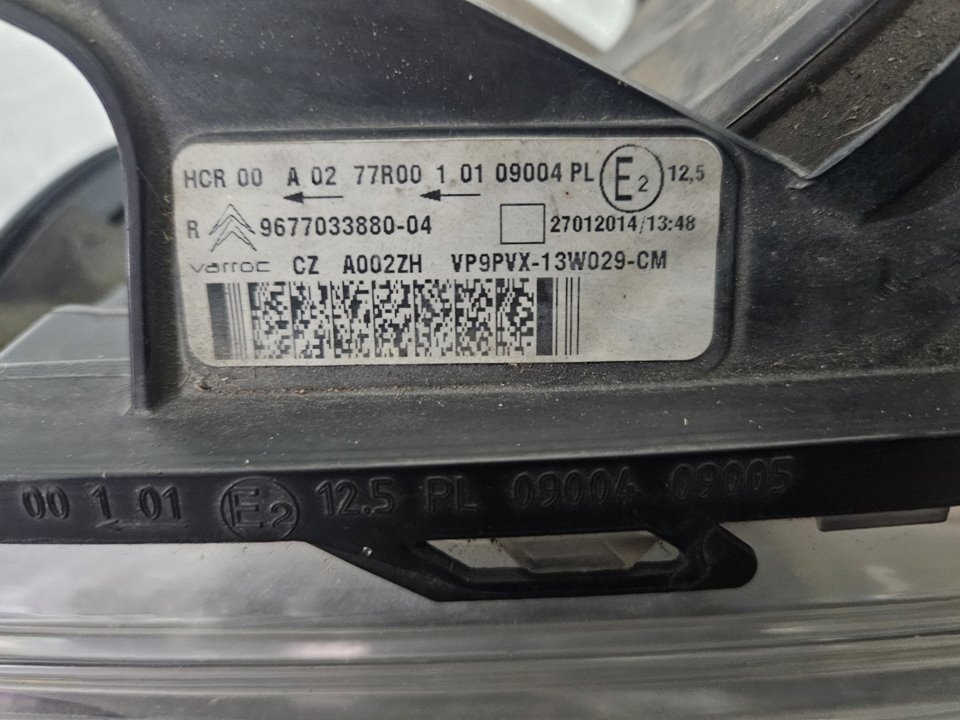 HCR 00 A 02 77R00 1 01 09004 PL E2 12,5
R 9677033880-04 27012014/13:48
varroc CZ A002ZH VP9PVX-13W029-CM
00 1 01 E2 12.5 PL 09004 09005